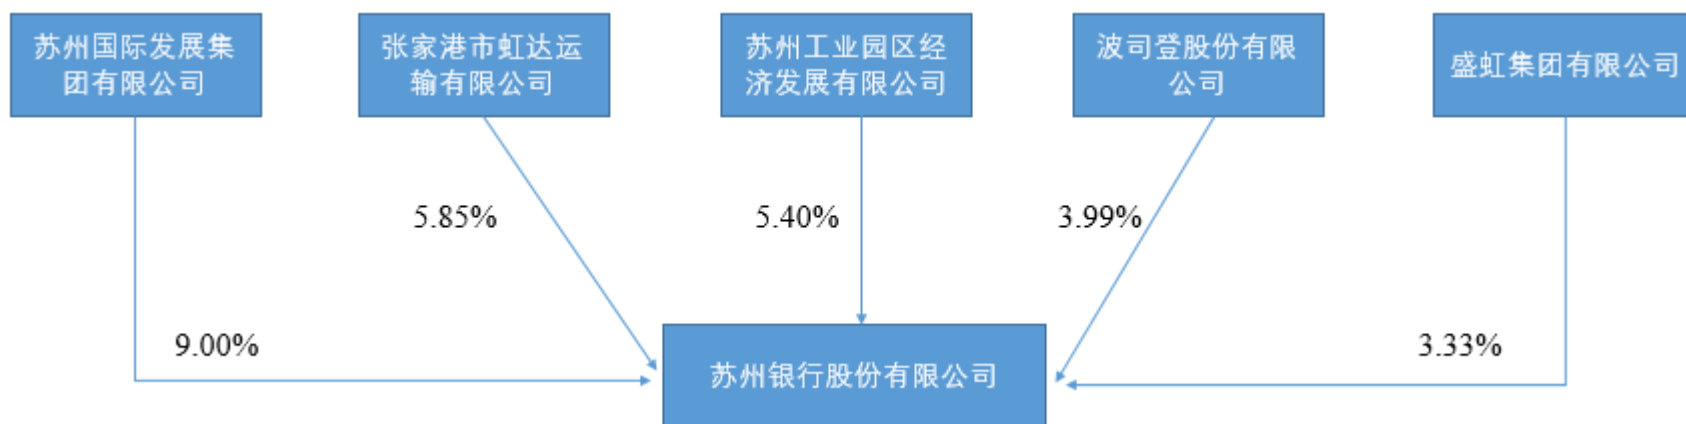 苏州国际发展集
团有限公司
张家港市虹达运
输有限公司
苏州工业园区经
济发展有限公司
波司登股份有限
公司
盛虹集团有限公司
5.85%
5.40%
3.99%
9.00%
3.33%
苏州银行股份有限公司